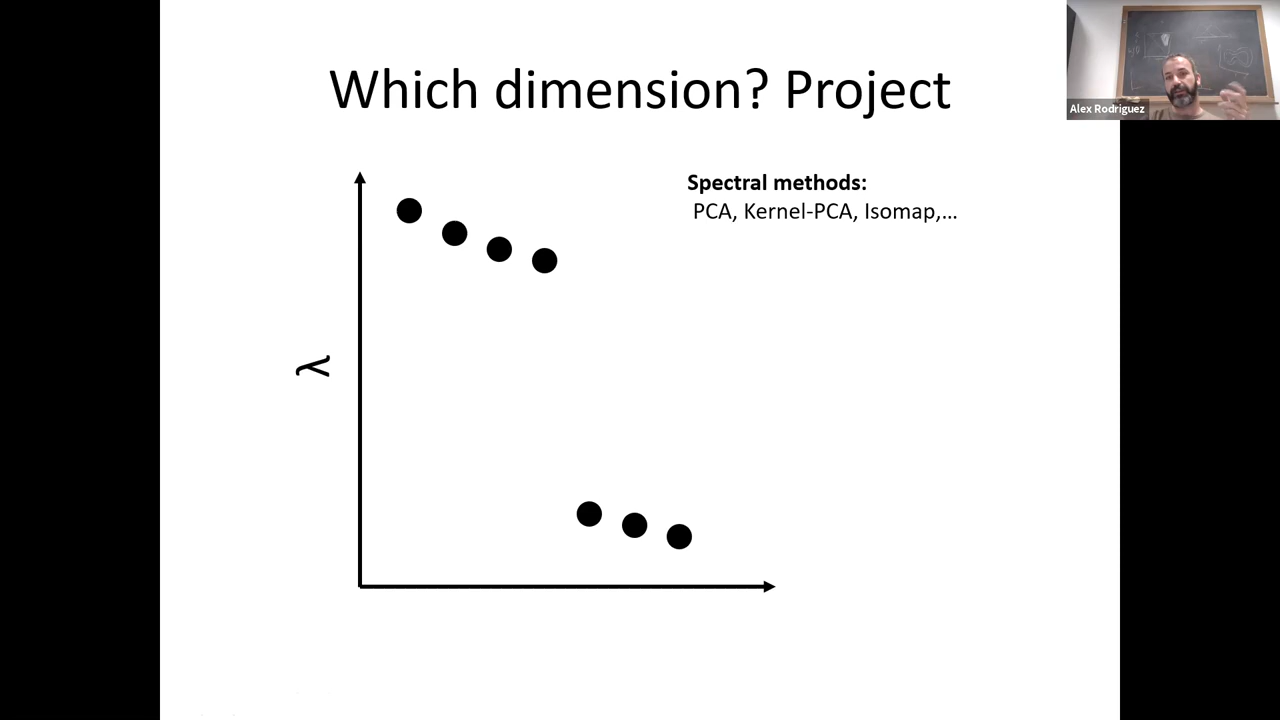 Which dimension? Project
Alex Rodriguez
Spectral methods:
PCA, Kernel-PCA, Isomap,...
λ